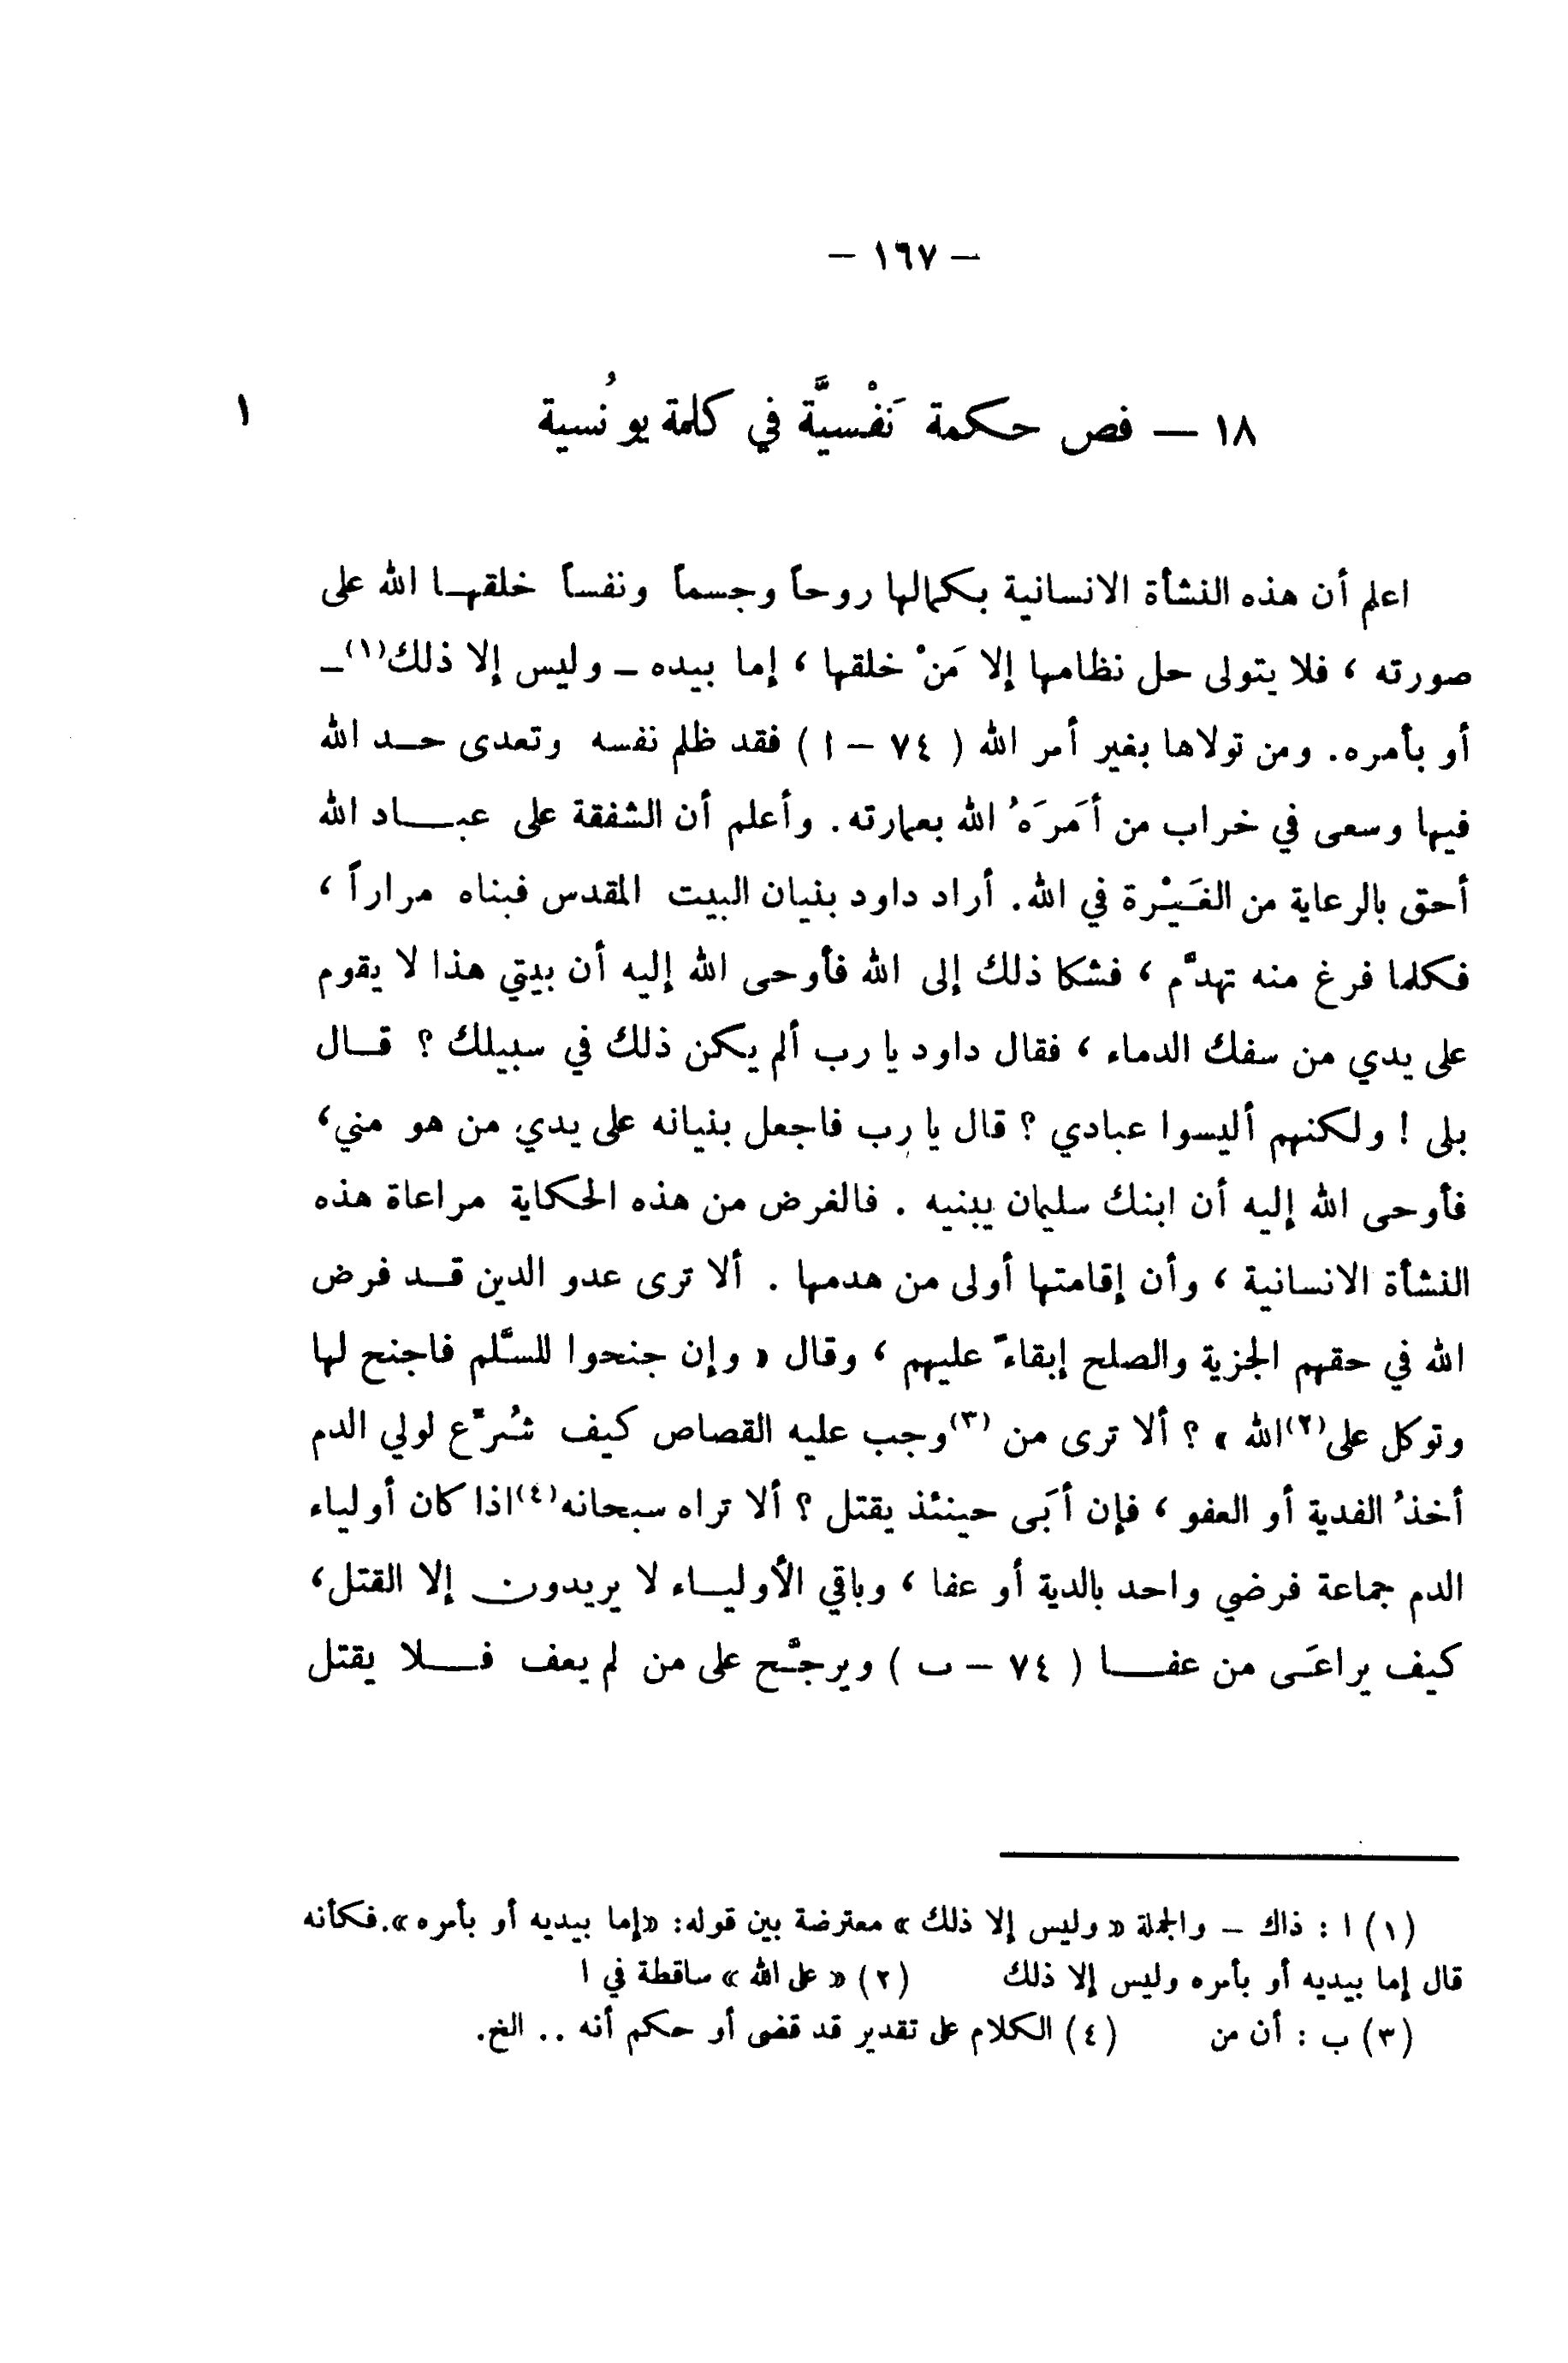 – ١٦٧ –
١٨ — فص حكمة نَفْسيَّة في كلمة يونُسية ١
اعلم أن هذه النشأة الانسانية بكمالها روحاً وجسماً ونفساً خلقهـا الله على
صورته ، فلا يتولى حل نظامها إلا مَنْ خلقها ، إما بيده – وليس إلا ذلك(١)–
أو بأمره. ومن تولاها بغير أمر الله ( ٧٤ – ا ) فقد ظلم نفسه وتعدى حـد الله
فيها وسعى في خراب من أَمَرَهُ الله بعمارته. وأعلم أن الشفقة على عبـــاد الله
أحق بالرعاية من الغَيْرة في الله. أراد داود بنيان البيت المقدس فبناه مراراً ،
فكلما فرغ منه تهدَّم ، فشكا ذلك إلى الله فأوحى الله إليه أن بيتي هذا لا يقوم
على يدي من سفك الدماء ، فقال داود يا رب ألم يكن ذلك في سبيلك ؟ قـال
بلى ! ولكنهم أليسوا عبادي ؟ قال يا رب فاجعل بنيانه على يدي من هو مني،
فأوحى الله إليه أن ابنك سليمان يبنيه . فالغرض من هذه الحكاية مراعاة هذه
النشأة الانسانية ، وأن إقامتها أولى من هدمها . ألا ترى عدو الدين قـد فرض
الله في حقهم الجزية والصلح إبقاءً عليهم ، وقال « وإن جنحوا للسَّلم فاجنح لها
وتوكل على(٢)الله » ؟ ألا ترى من (٣)وجب عليه القصاص كيف شُرِّع لولي الدم
أخذُ الفدية أو العفو ، فإن أَبَى حينئذ يقتل ؟ ألا تراه سبحانه(٤)اذا كان أولياء
الدم جماعة فرضي واحد بالدية أو عفا ، وباقي الأوليـاء لا يريدون إلا القتل،
كيف يراعَى من عفـــا ( ٧٤ – ب ) ويرجَّح على من لم يعف فـــلا يقتل
(١) ا : ذاك – والجملة « وليس إلا ذلك » معترضة بين قوله: «إما بيديه أو بأمره».فكأنه
قال إما بيديه أو بأمره وليس إلا ذلك (٢) « على الله » ساقطة في ا
(٣) ب : أن من (٤) الكلام على تقدير قد قضى أو حكم أنه .. الخ.